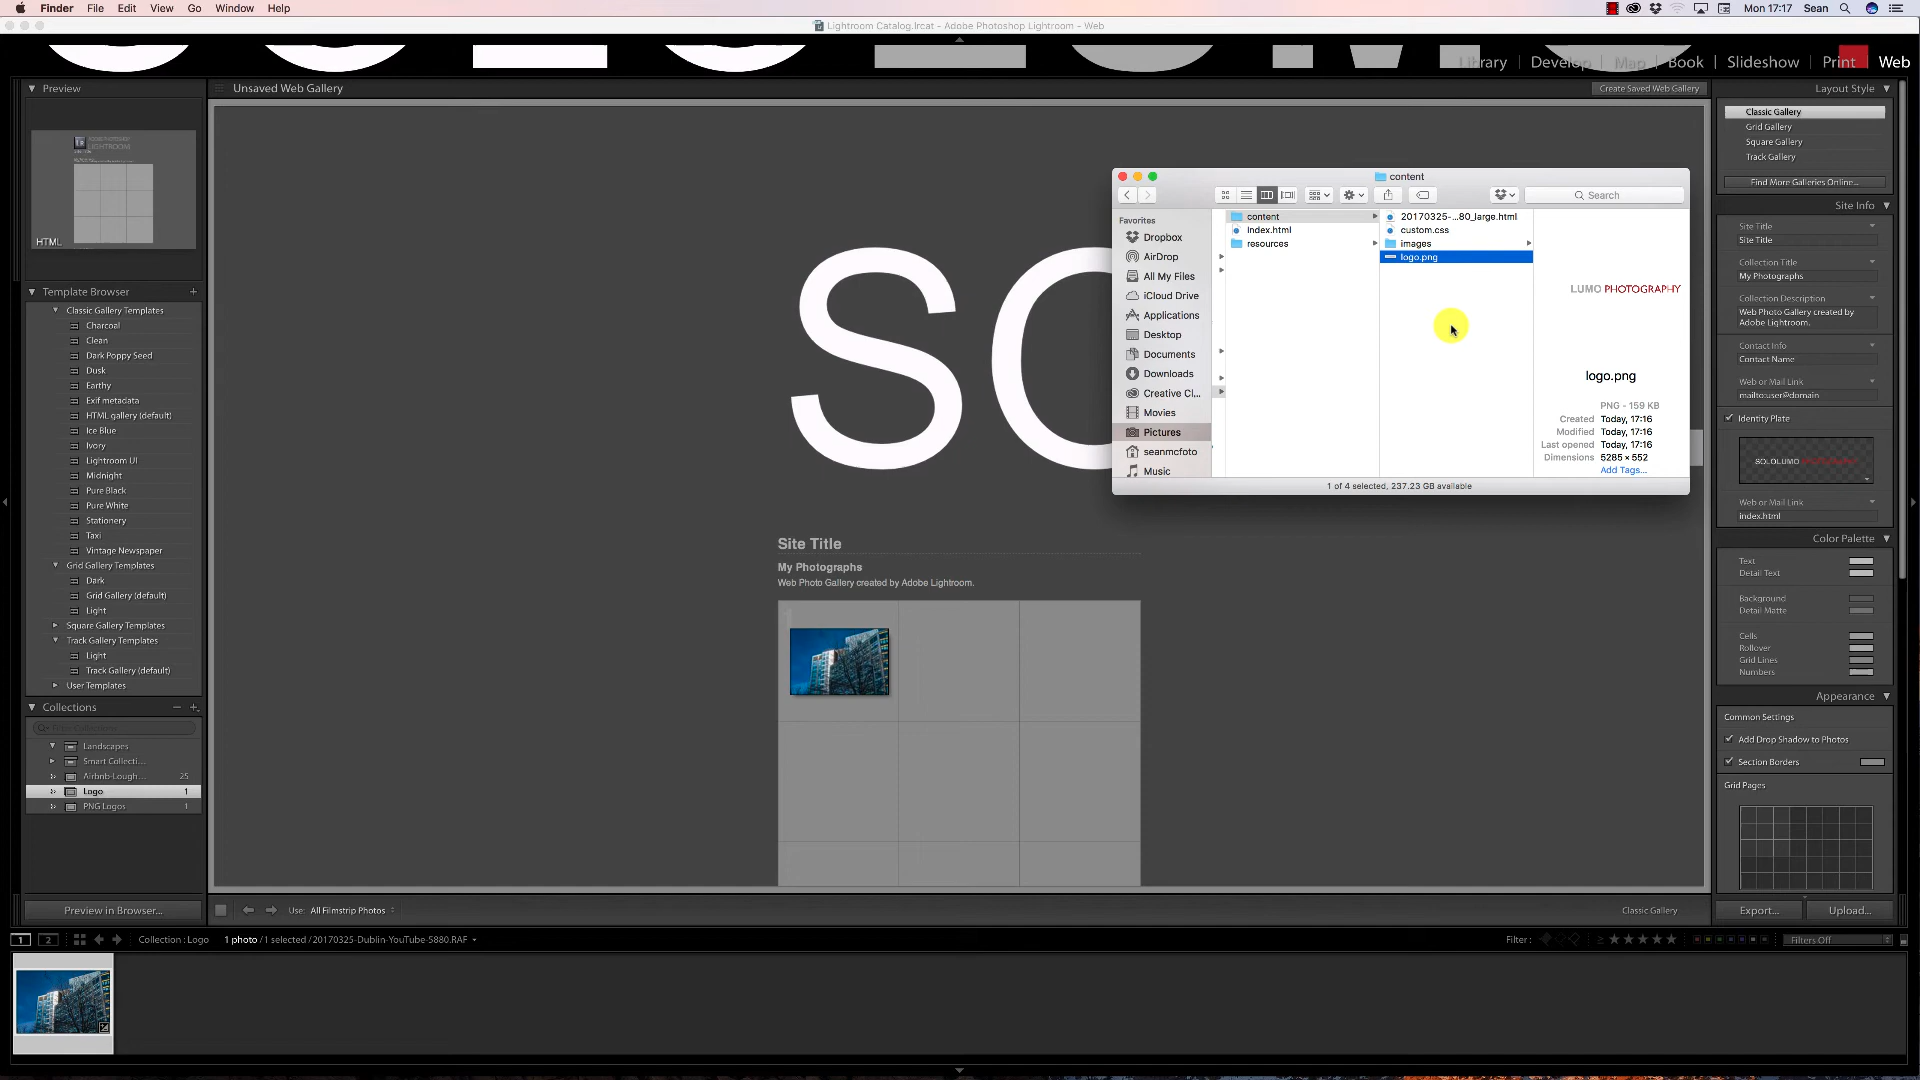 Finder File Edit View Go Window Help
Mon 17:17 Sean
Lightroom Catalog.lrcat - Adobe Photoshop Lightroom - Web
Library | Develop | Map | Book | Slideshow | Print | Web
Preview
Unsaved Web Gallery
Create Saved Web Gallery
Layout Style
HTML
Classic Gallery
Grid Gallery
Square Gallery
Track Gallery
Find More Galleries Online...
Template Browser
Classic Gallery Templates
Charcoal
Clean
Dark Poppy Seed
Dusk
Earthy
Exif metadata
HTML gallery (default)
Ice Blue
Ivory
Lightroom UI
Midnight
Pure Black
Pure White
Stationery
Taxi
Vintage Newspaper
Grid Gallery Templates
Dark
Grid Gallery (default)
Light
Square Gallery Templates
Track Gallery Templates
Light
Track Gallery (default)
User Templates
Collections
Landscapes
Smart Collecti...
Airbnb-Lough... 25
Logo 1
PNG Logos 1
Preview in Browser...
SO
Site Title
My Photographs
Web Photo Gallery created by Adobe Lightroom.
content
Search
Favorites
Dropbox
AirDrop
All My Files
iCloud Drive
Applications
Desktop
Documents
Downloads
Creative Cl...
Movies
Pictures
seanmcfoto
Music
content
index.html
resources
20170325-...80_large.html
custom.css
images
logo.png
LUMO PHOTOGRAPHY
logo.png
PNG - 159 KB
Created Today, 17:16
Modified Today, 17:16
Last opened Today, 17:16
Dimensions 5285 × 552
Add Tags...
1 of 4 selected, 237.23 GB available
Site Info
Site Title
Site Title
Collection Title
My Photographs
Collection Description
Web Photo Gallery created by
Adobe Lightroom.
Contact Info
Contact Name
Web or Mail Link
mailto:user@domain
Identity Plate
SOLOLUMO PHOTOGRAPHY
Web or Mail Link
index.html
Color Palette
Text
Detail Text
Background
Detail Matte
Cells
Rollover
Grid Lines
Numbers
Appearance
Common Settings
Add Drop Shadow to Photos
Section Borders
Grid Pages
Export...
Upload...
Use: All Filmstrip Photos
Classic Gallery
1 2 Collection : Logo 1 photo / 1 selected / 20170325-Dublin-YouTube-5880.RAF
Filter :
Filters Off